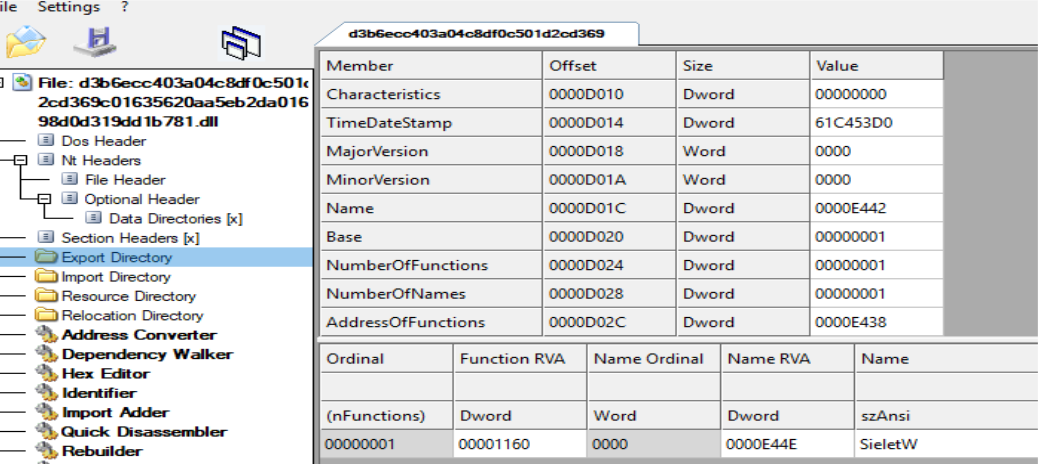 ile Settings ?
d3b6ecc403a04c8df0c501d2cd369
File: d3b6ecc403a04c8df0c501d
2cd369c01635620aa5eb2da016
98d0d319dd1b781.dll
Dos Header
Nt Headers
File Header
Optional Header
Data Directories [x]
Section Headers [x]
Export Directory
Import Directory
Resource Directory
Relocation Directory
Address Converter
Dependency Walker
Hex Editor
Identifier
Import Adder
Quick Disassembler
Rebuilder
Member Offset Size Value
Characteristics 0000D010 Dword 00000000
TimeDateStamp 0000D014 Dword 61C453D0
MajorVersion 0000D018 Word 0000
MinorVersion 0000D01A Word 0000
Name 0000D01C Dword 0000E442
Base 0000D020 Dword 00000001
NumberOfFunctions 0000D024 Dword 00000001
NumberOfNames 0000D028 Dword 00000001
AddressOfFunctions 0000D02C Dword 0000E438
Ordinal Function RVA Name Ordinal Name RVA Name
(nFunctions) Dword Word Dword szAnsi
00000001 00001160 0000 0000E44E SieletW